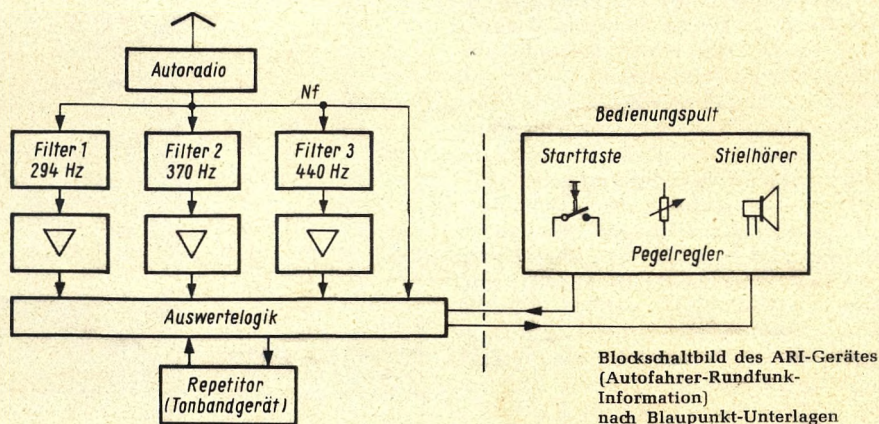 Autoradio
Nf
Filter 1
294 Hz
Filter 2
370 Hz
Filter 3
440 Hz
Auswertelogik
Repetitor
(Tonbandgerät)
Bedienungspult
Starttaste
Stielhörer
Pegelregler
Blockschaltbild des ARI-Gerätes
(Autofahrer-Rundfunk-
Information)
nach Blaupunkt-Unterlagen